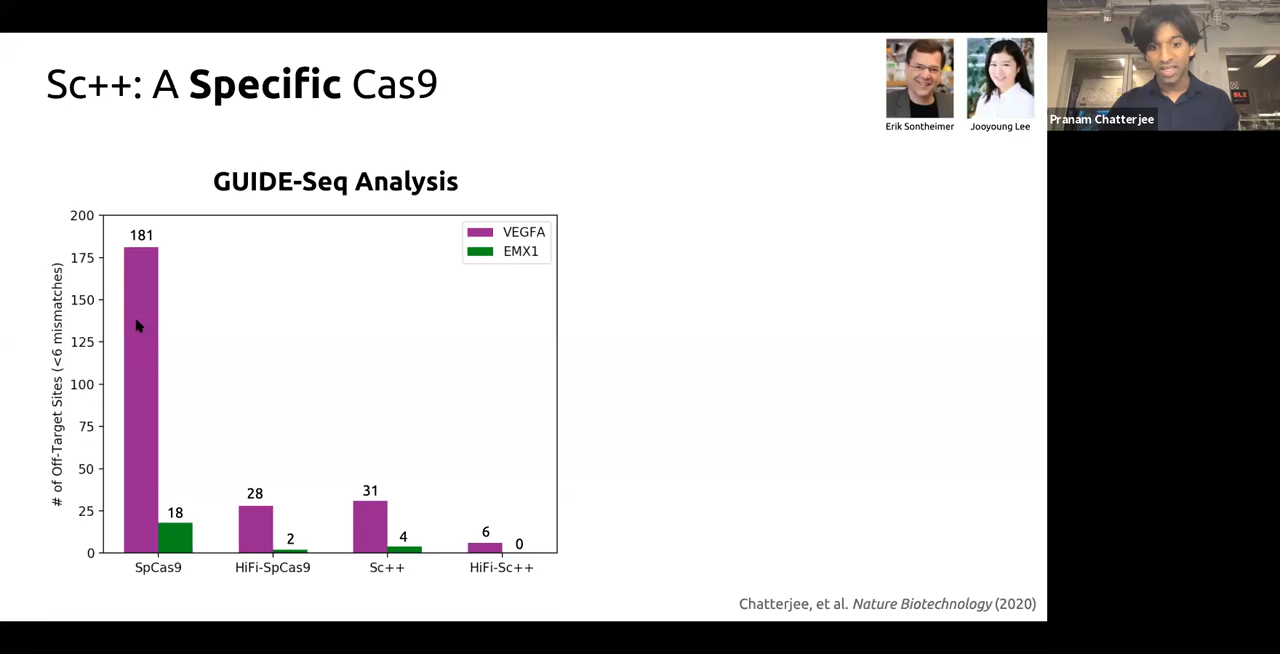 Sc++: A Specific Cas9
Erik Sontheimer
Jooyoung Lee
Pranam Chatterjee
BL2
GUIDE-Seq Analysis
# of Off-Target Sites (<6 mismatches)
200
175
150
125
100
75
50
25
0
VEGFA
EMX1
181
18
28
2
31
4
6
0
SpCas9
HiFi-SpCas9
Sc++
HiFi-Sc++
Chatterjee, et al. Nature Biotechnology (2020)